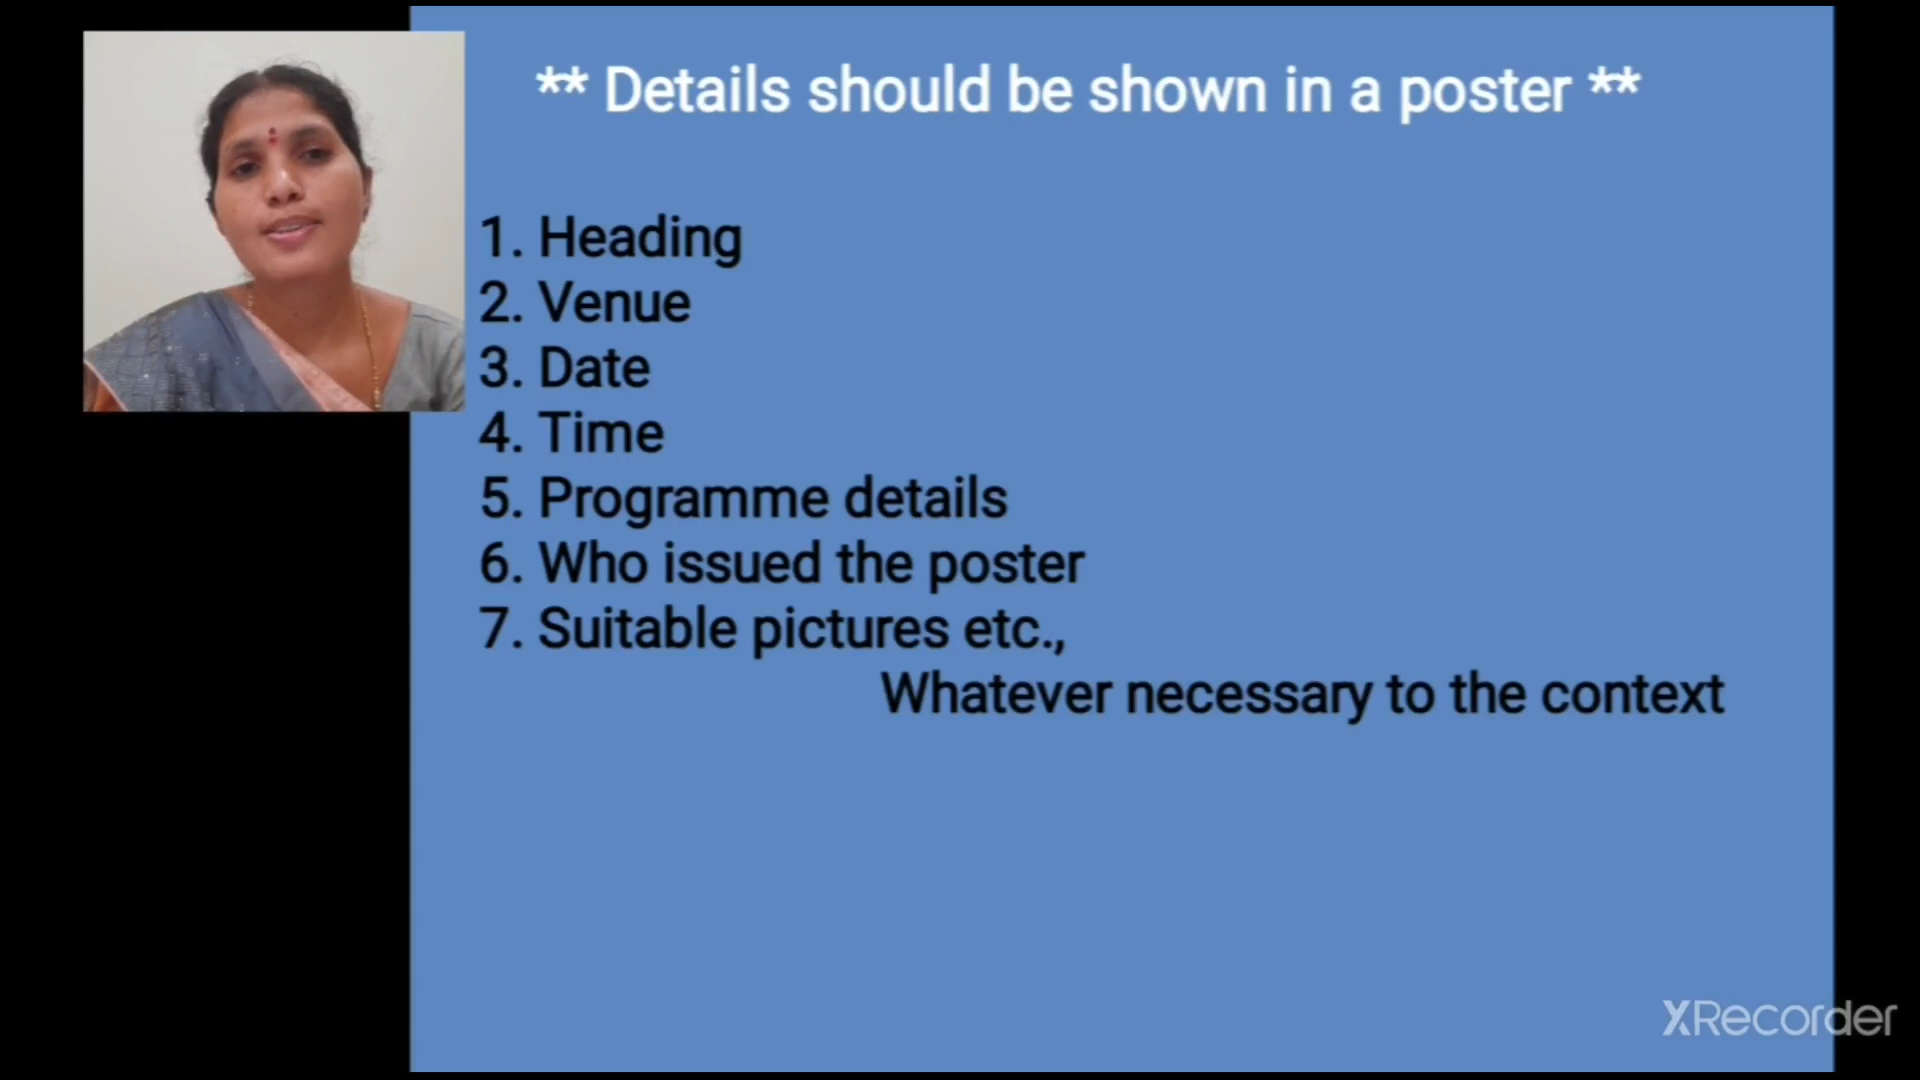 ** Details should be shown in a poster **
1. Heading
2. Venue
3. Date
4. Time
5. Programme details
6. Who issued the poster
7. Suitable pictures etc.,
Whatever necessary to the context
XRecorder